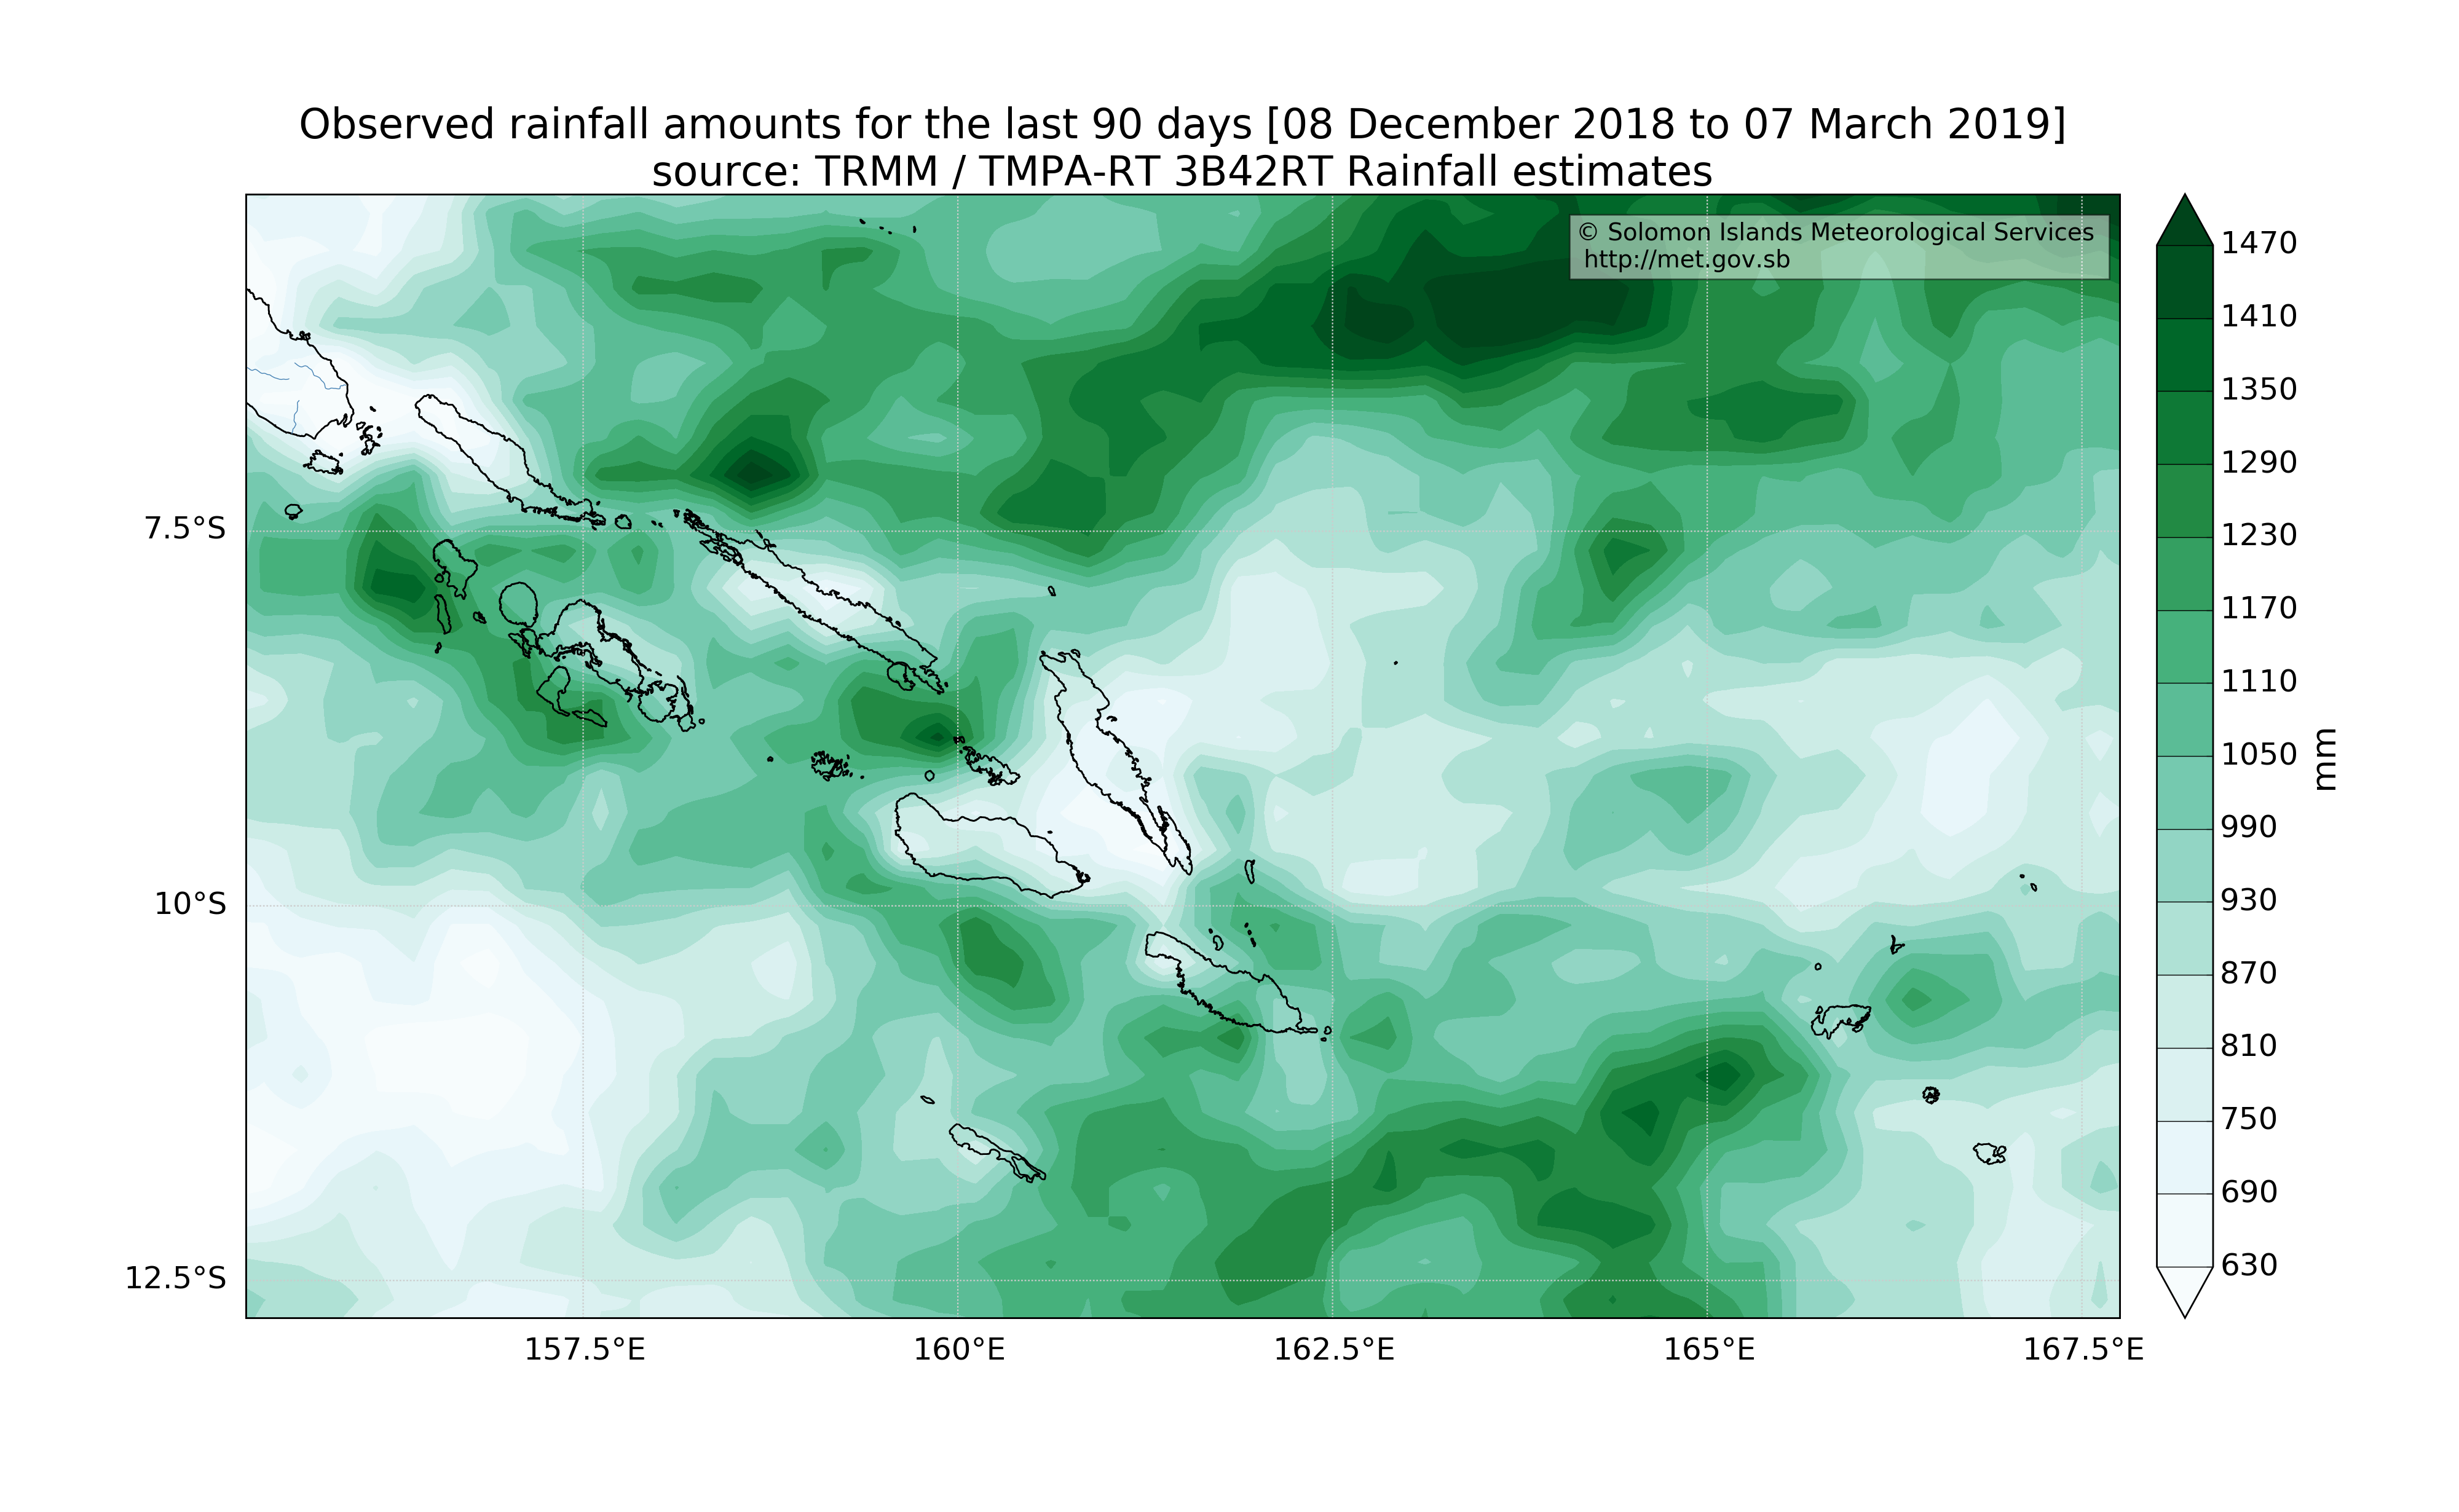 Observed rainfall amounts for the last 90 days [08 December 2018 to 07 March 2019]
source: TRMM / TMPA-RT 3B42RT Rainfall estimates
© Solomon Islands Meteorological Services
http://met.gov.sb
7.5°S
10°S
12.5°S
157.5°E
160°E
162.5°E
165°E
167.5°E
1470
1410
1350
1290
1230
1170
1110
1050
990
930
870
810
750
690
630
mm